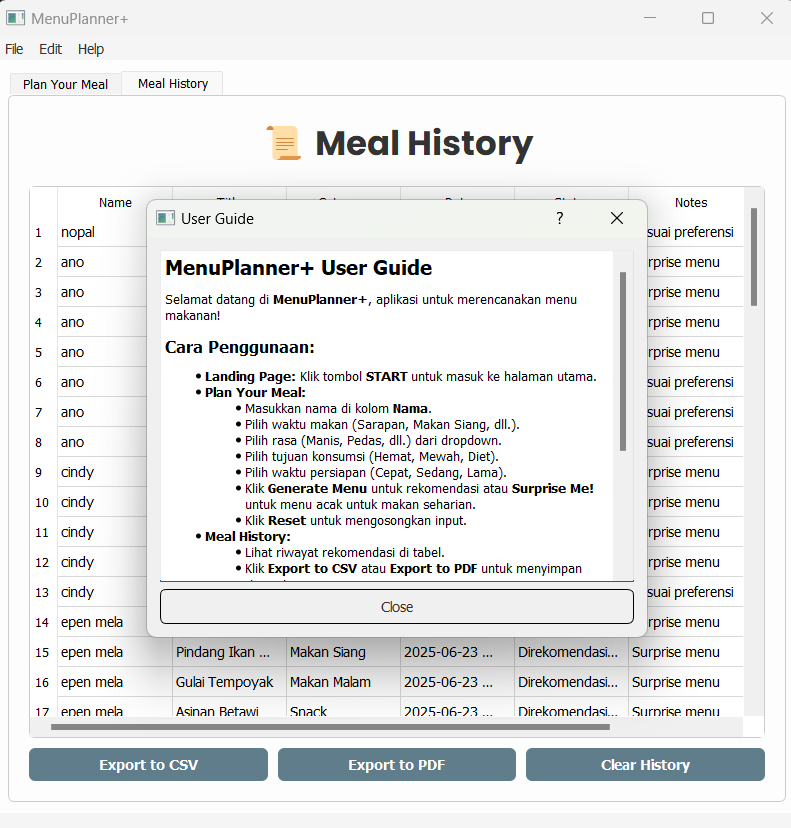 MenuPlanner+
File Edit Help
Plan Your Meal Meal History
Meal History
Name Notes
1 nopal suai preferensi
2 ano rprise menu
3 ano rprise menu
4 ano rprise menu
5 ano rprise menu
6 ano suai preferensi
7 ano suai preferensi
8 ano suai preferensi
9 cindy rprise menu
10 cindy rprise menu
11 cindy rprise menu
12 cindy rprise menu
13 cindy suai preferensi
14 epen mela rprise menu
15 epen mela Pindang Ikan ... Makan Siang 2025-06-23 ... Direkomendasi... Surprise menu
16 epen mela Gulai Tempoyak Makan Malam 2025-06-23 ... Direkomendasi... Surprise menu
17 epen mela Asinan Betawi Snack 2025-06-23 ... Direkomendasi... Surprise menu
User Guide ?
MenuPlanner+ User Guide
Selamat datang di MenuPlanner+, aplikasi untuk merencanakan menu
makanan!
Cara Penggunaan:
• Landing Page: Klik tombol START untuk masuk ke halaman utama.
• Plan Your Meal:
• Masukkan nama di kolom Nama.
• Pilih waktu makan (Sarapan, Makan Siang, dll.).
• Pilih rasa (Manis, Pedas, dll.) dari dropdown.
• Pilih tujuan konsumsi (Hemat, Mewah, Diet).
• Pilih waktu persiapan (Cepat, Sedang, Lama).
• Klik Generate Menu untuk rekomendasi atau Surprise Me!
untuk menu acak untuk makan seharian.
• Klik Reset untuk mengosongkan input.
• Meal History:
• Lihat riwayat rekomendasi di tabel.
• Klik Export to CSV atau Export to PDF untuk menyimpan
Close
Export to CSV Export to PDF Clear History